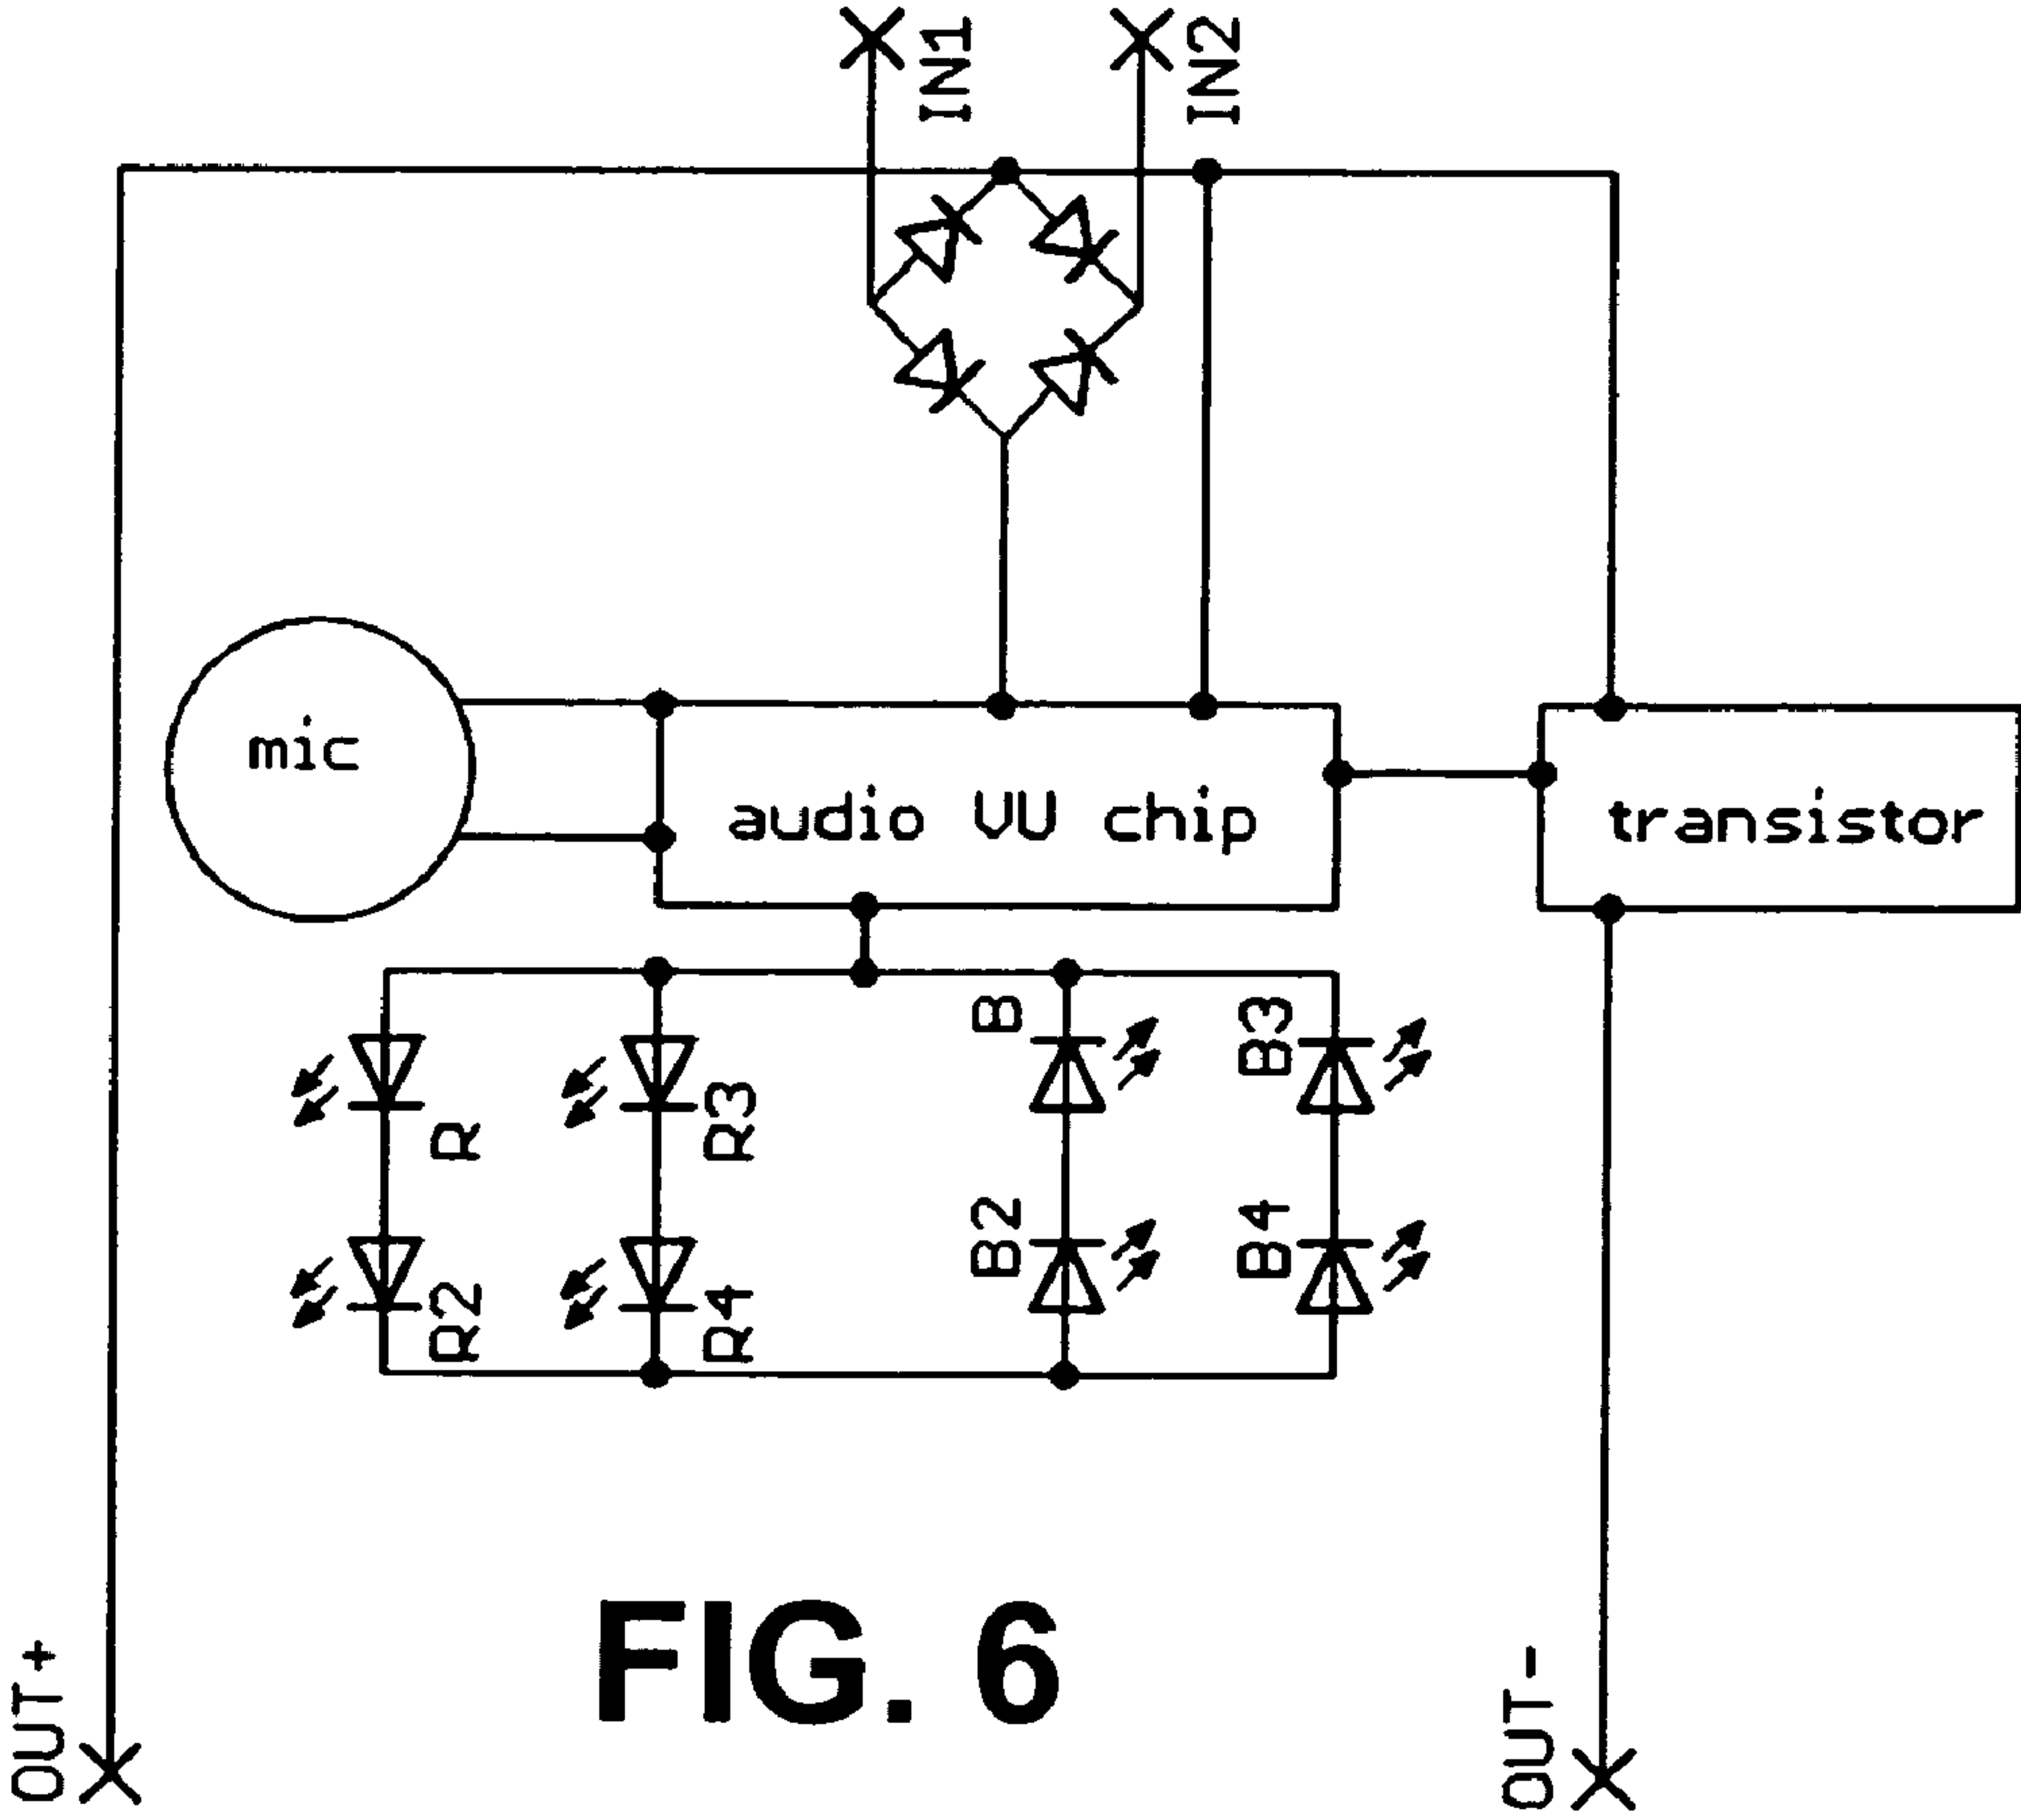 IN1
IN2
mic
audio VU chip
transistor
B
B3
R
R3
B2
B4
R2
R4
FIG. 6
OUT+
OUT-